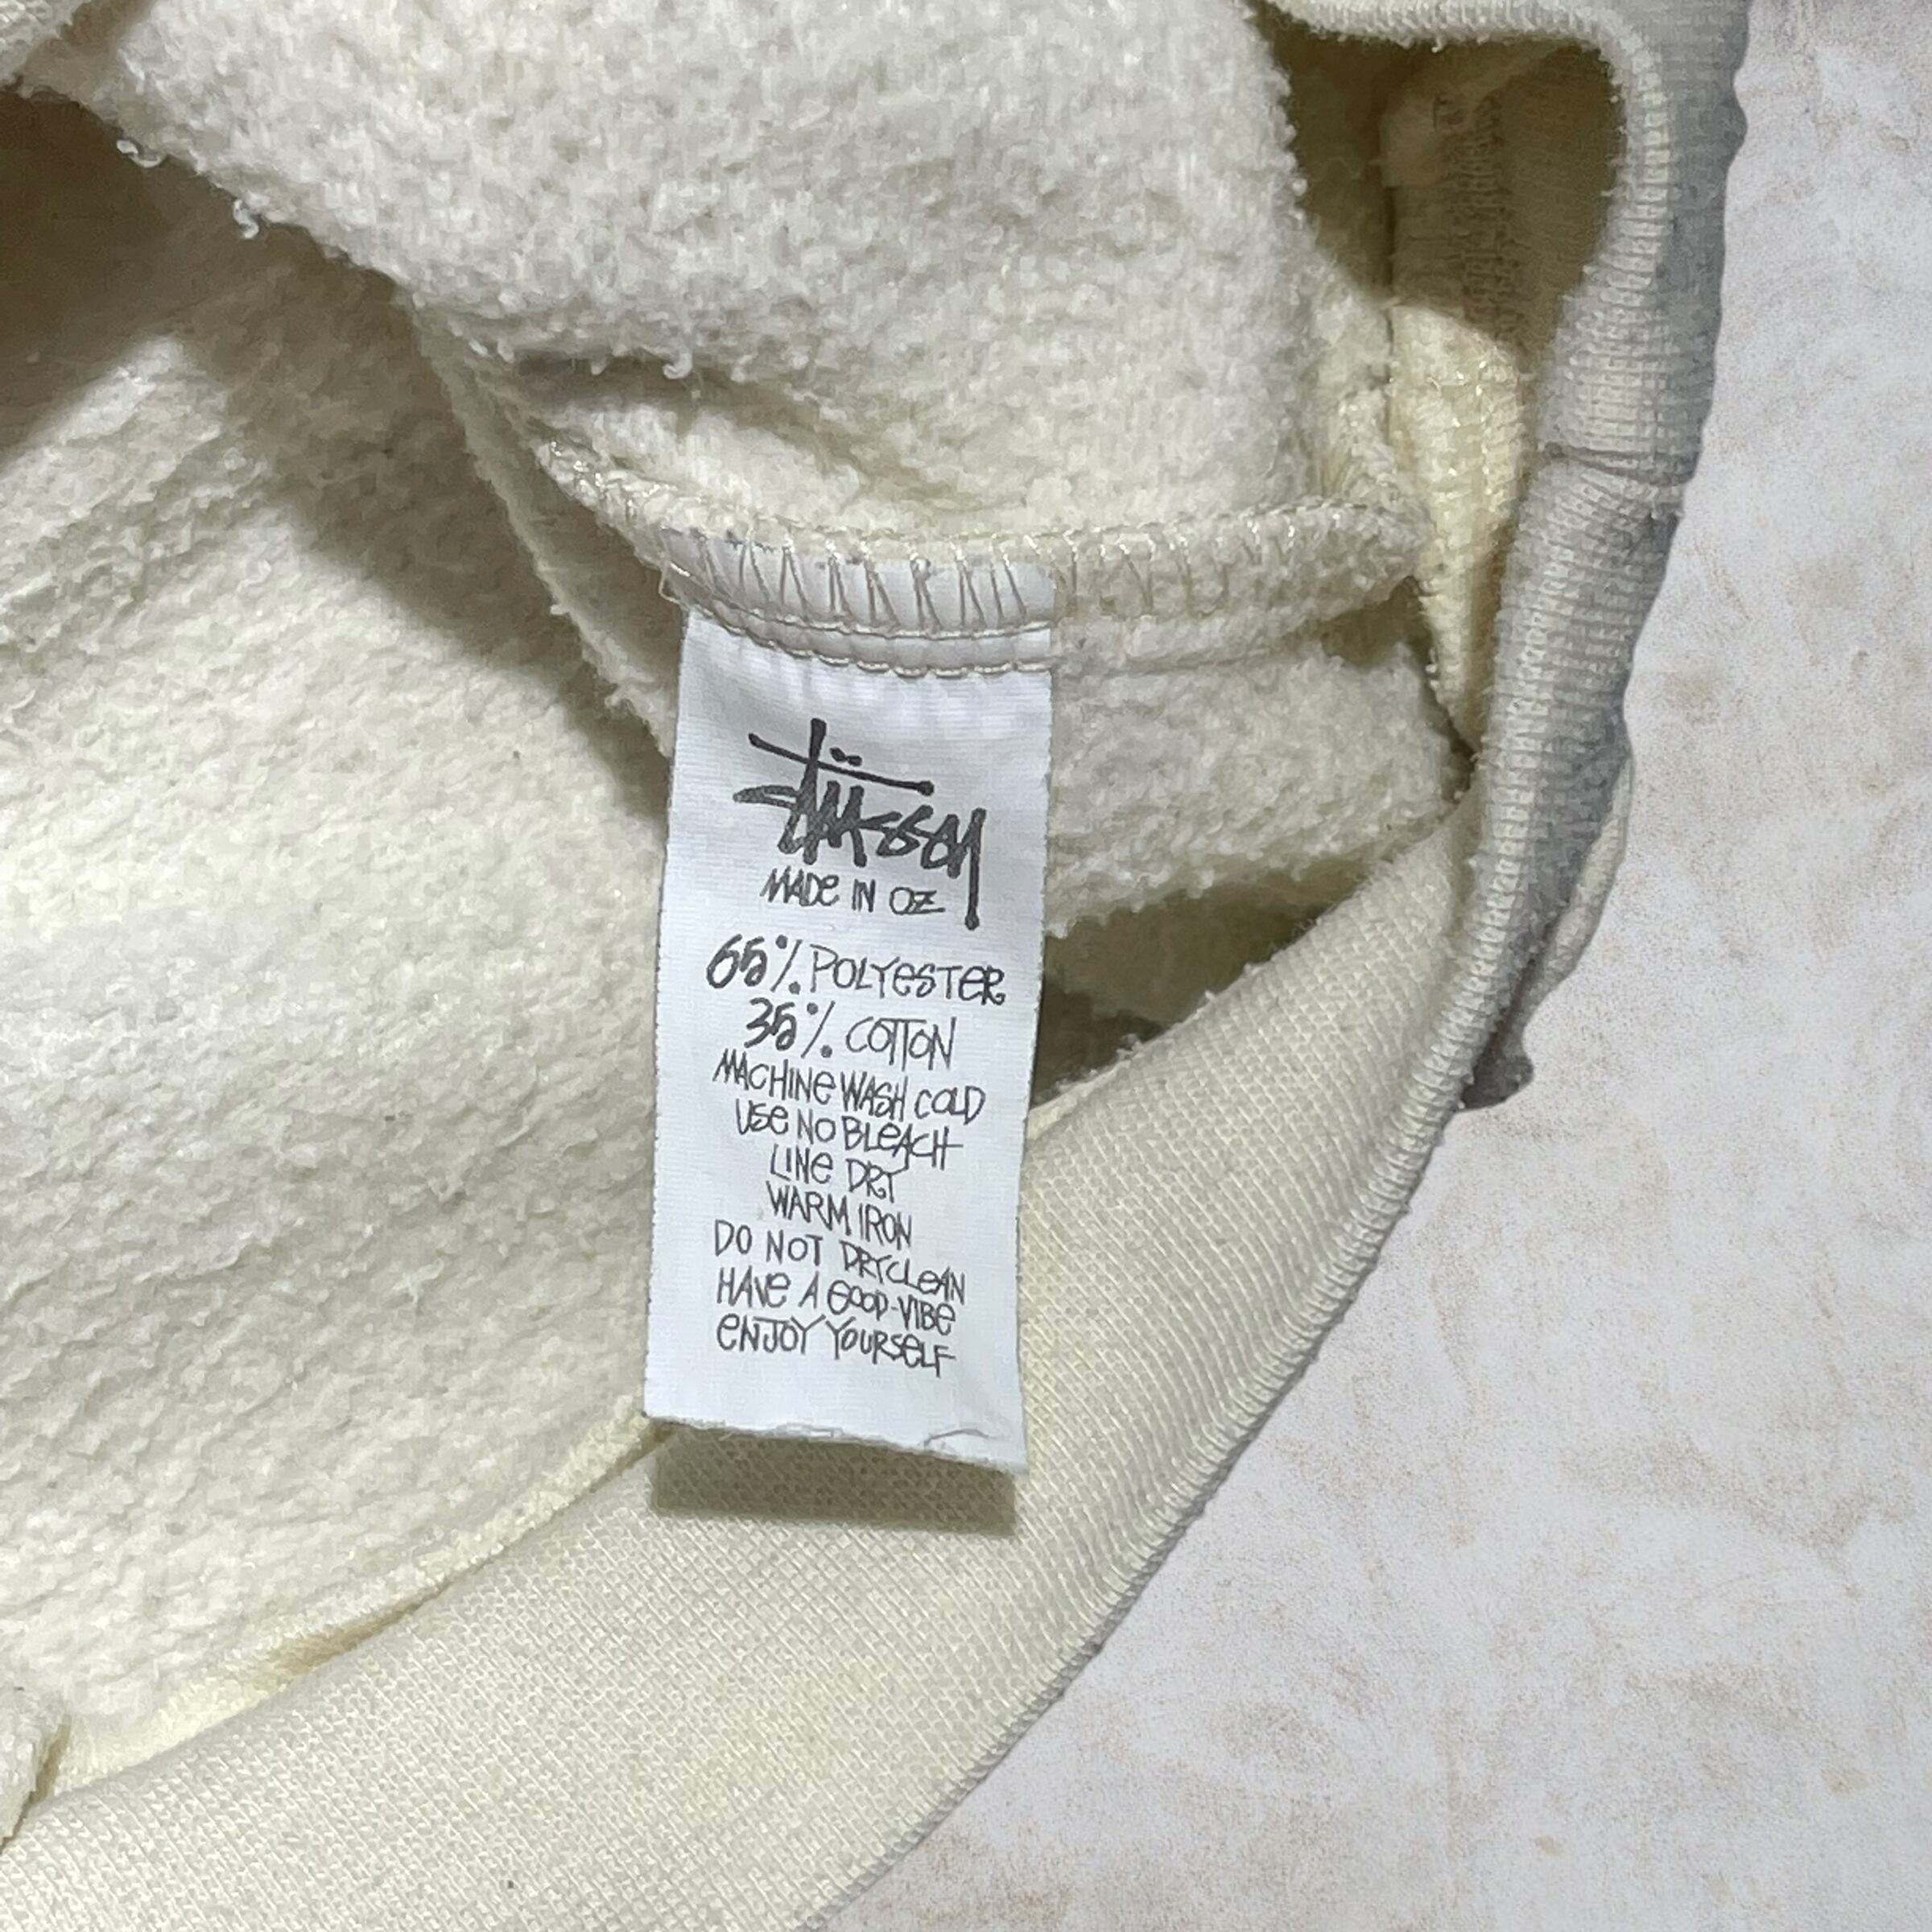 Stüssy
MADE IN OZ
65% POLYESTER
35% COTTON
MACHINE WASH COLD
USE NO BLEACH
LINE DRY
WARM IRON
DO NOT DRYCLEAN
HAVE A GOOD-VIBE
ENJOY YOURSELF